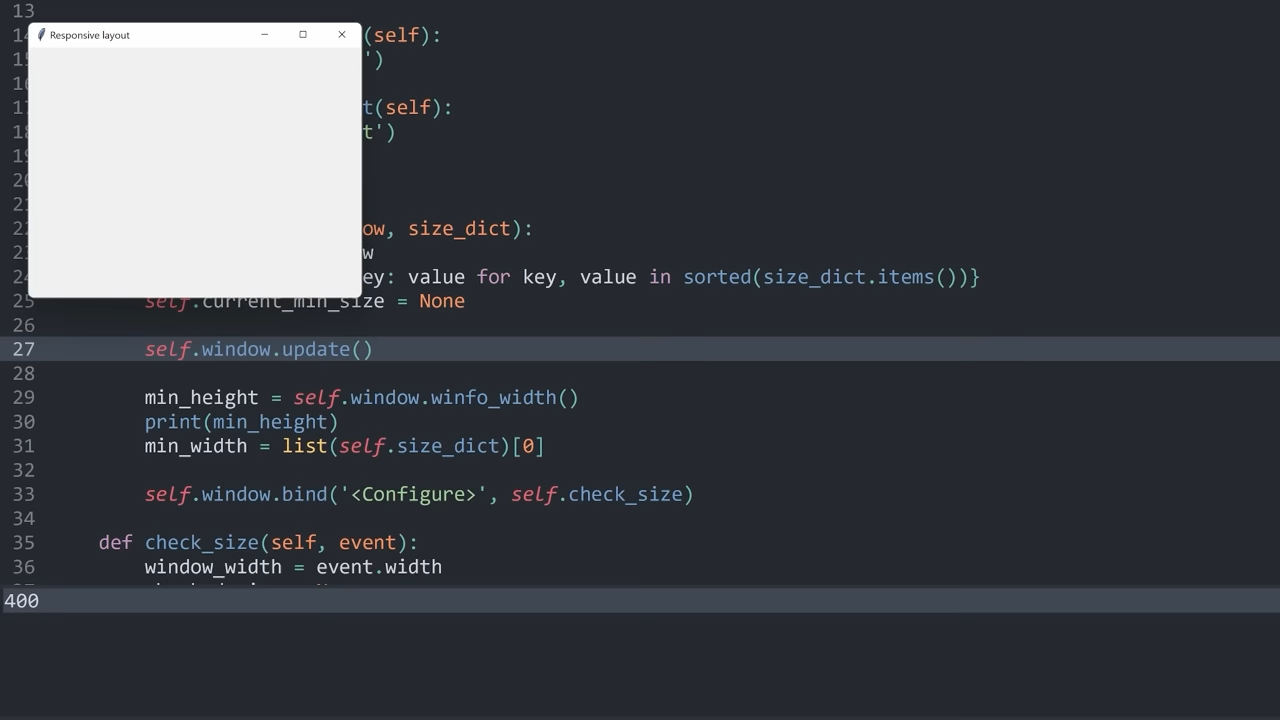 13
Responsive layout
14 (self):
15 ')
16
17 t(self):
18 t')
19
20
21
22 ow, size_dict):
23 w
24 ey: value for key, value in sorted(size_dict.items())}
25 self.current_min_size = None
26
27 self.window.update()
28
29 min_height = self.window.winfo_width()
30 print(min_height)
31 min_width = list(self.size_dict)[0]
32
33 self.window.bind('<Configure>', self.check_size)
34
35 def check_size(self, event):
36 window_width = event.width
400